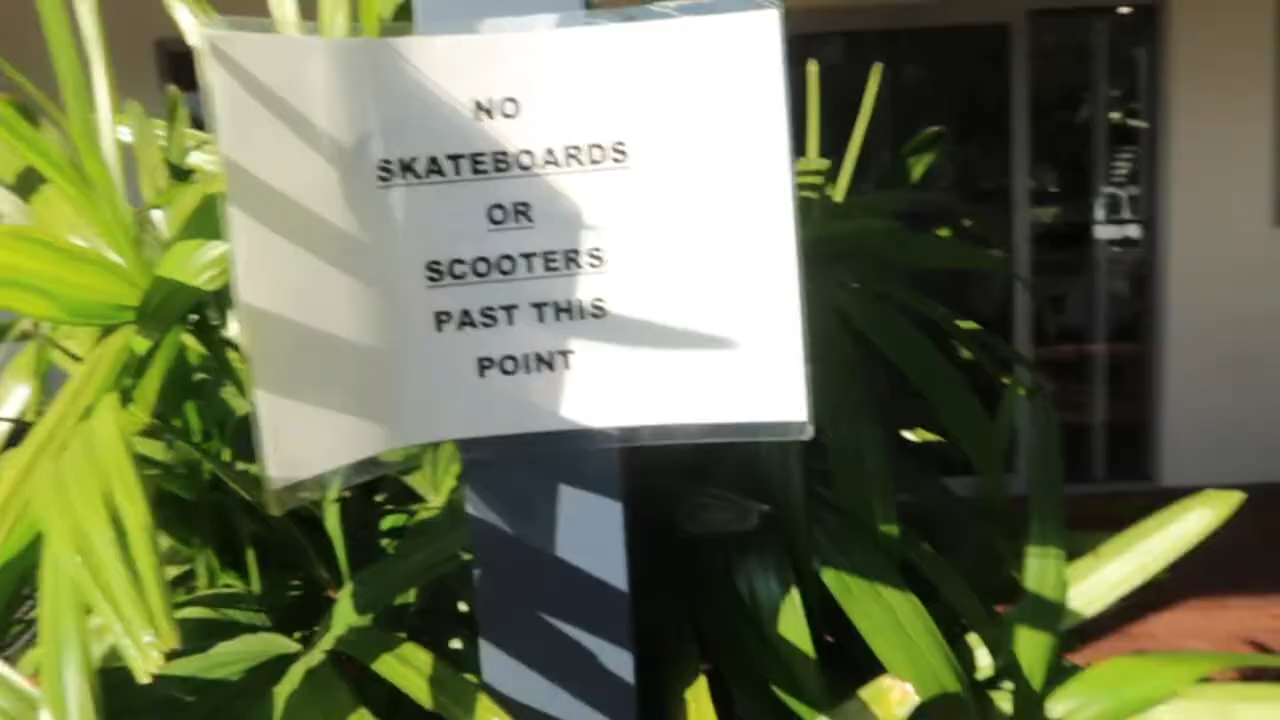 NO
SKATEBOARDS
OR
SCOOTERS
PAST THIS
POINT